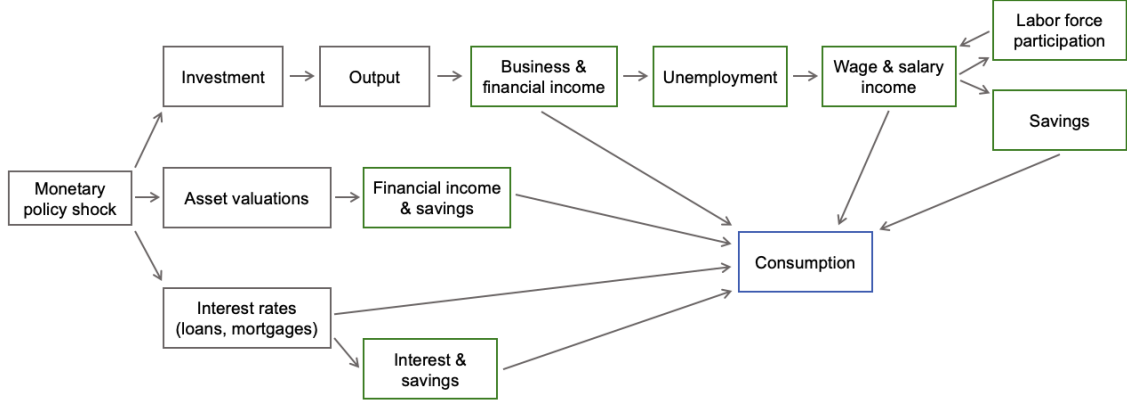 Labor force
participation
Investment
Output
Business &
financial income
Unemployment
Wage & salary
income
Savings
Monetary
policy shock
Asset valuations
Financial income
& savings
Consumption
Interest rates
(loans, mortgages)
Interest &
savings